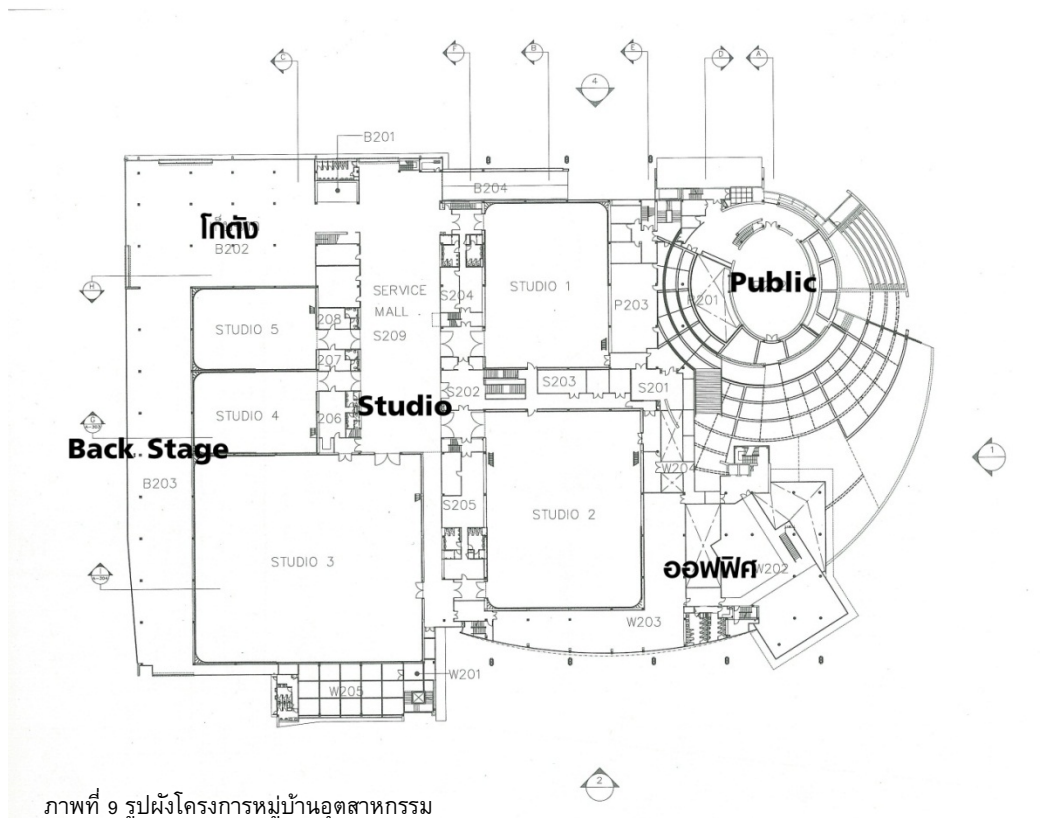 C
F
B
E
D
A
4
B201
B204
โกดัง
B202
Public
P201
H
STUDIO 1
SERVICE
MALL
S204
P203
S209
STUDIO 5
208
207
S202
S203
S201
Studio
STUDIO 4
206
G
Back Stage
1
W204
B203
S205
STUDIO 2
STUDIO 3
ออฟฟิศ
W202
I
W203
W201
W205
2
ภาพที่ 9 รูปผังโครงการหมู่บ้านอุตสาหกรรม